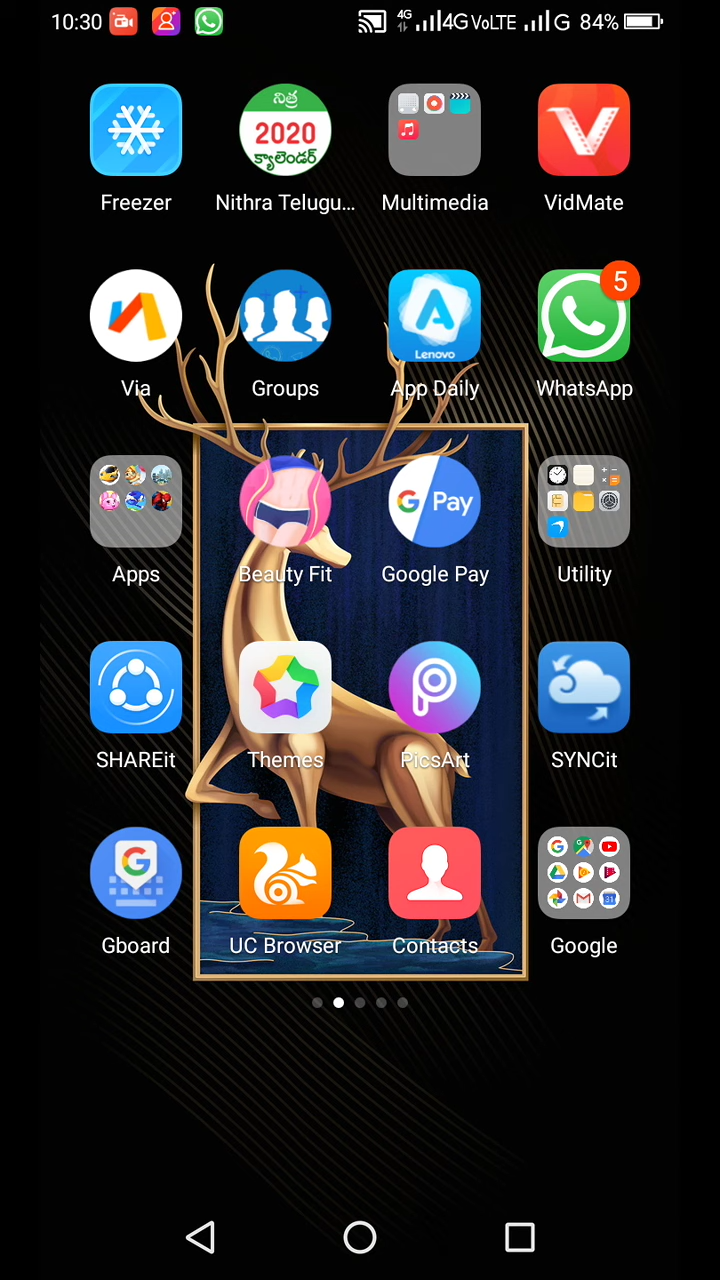 10:30 4G 4G VoLTE G 84%
నిత్ర
2020
క్యాలెండర్
Freezer Nithra Telugu... Multimedia VidMate
Lenovo
5
Via Groups App Daily WhatsApp
G Pay
Apps Beauty Fit Google Pay Utility
SHAREit Themes PicsArt SYNCit
G
31
Gboard UC Browser Contacts Google